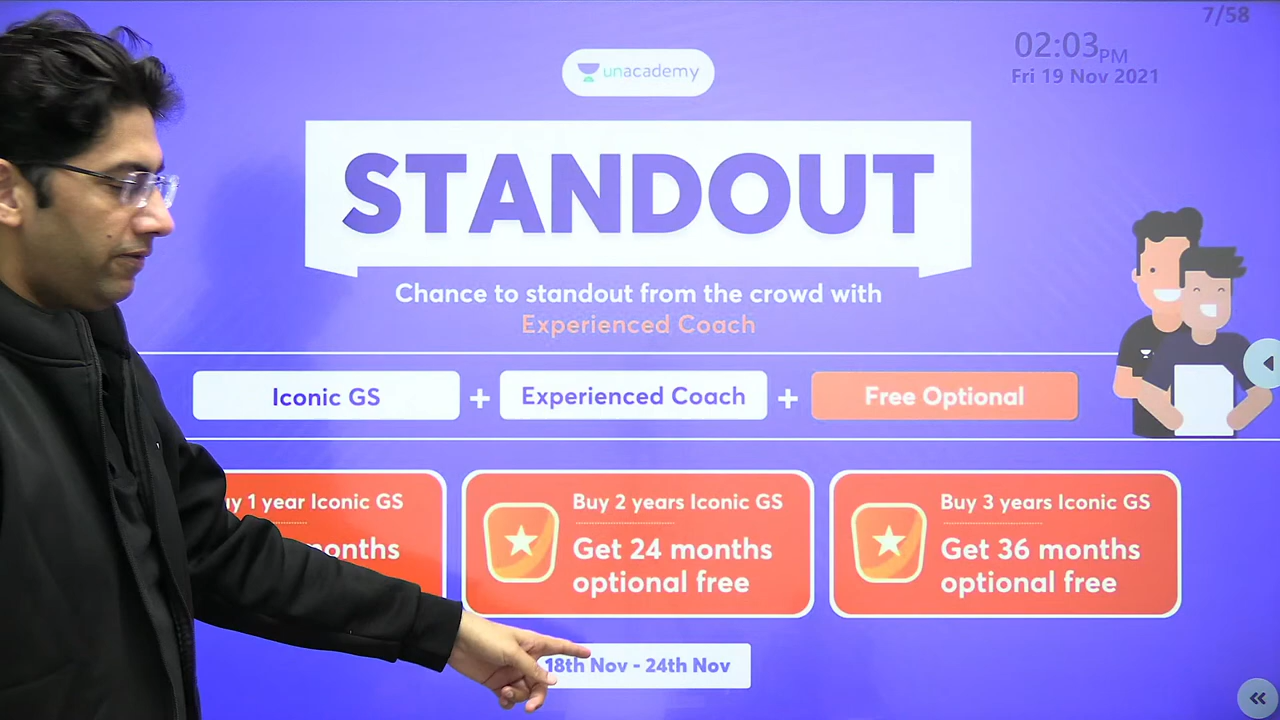 7/58
02:03PM
Fri 19 Nov 2021
unacademy
STANDOUT
Chance to standout from the crowd with
Experienced Coach
Iconic GS + Experienced Coach + Free Optional
1 year Iconic GS
months
Buy 2 years Iconic GS
Get 24 months
optional free
Buy 3 years Iconic GS
Get 36 months
optional free
18th Nov - 24th Nov